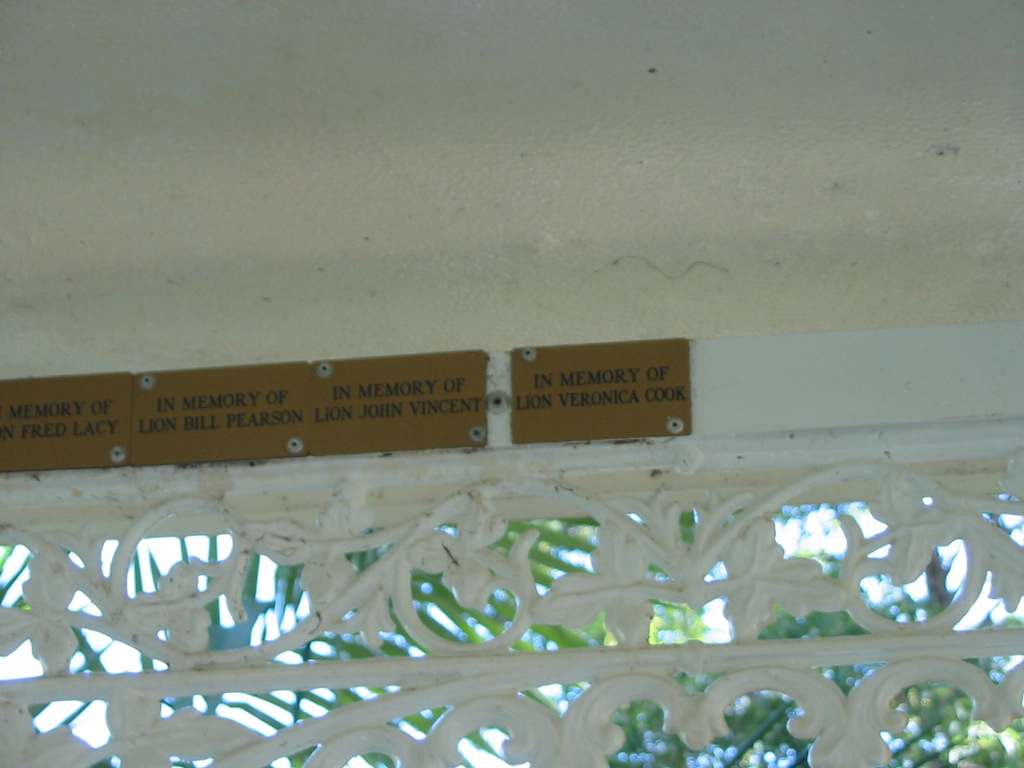 MEMORY OF
FRED LACY
IN MEMORY OF
LION BILL PEARSON
IN MEMORY OF
LION JOHN VINCENT
IN MEMORY OF
LION VERONICA COOK